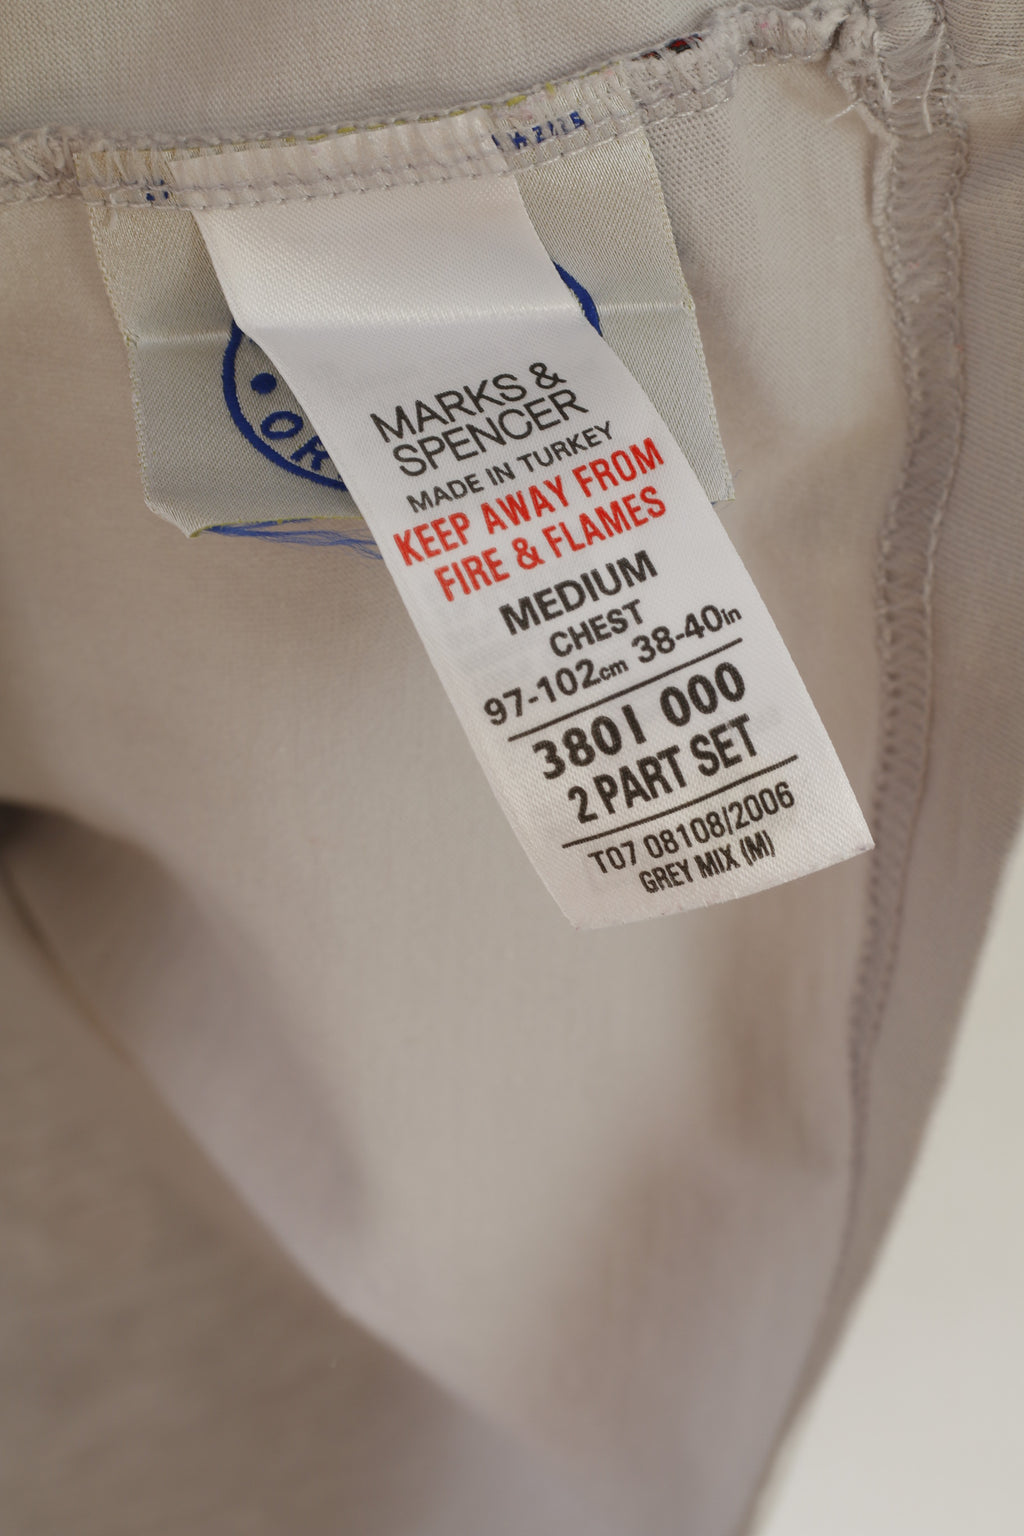 MARKS &
SPENCER
MADE IN TURKEY
KEEP AWAY FROM
FIRE & FLAMES
MEDIUM
CHEST
97-102cm 38-40in
3801 000
2 PART SET
T07 08108/2006
GREY MIX (M)